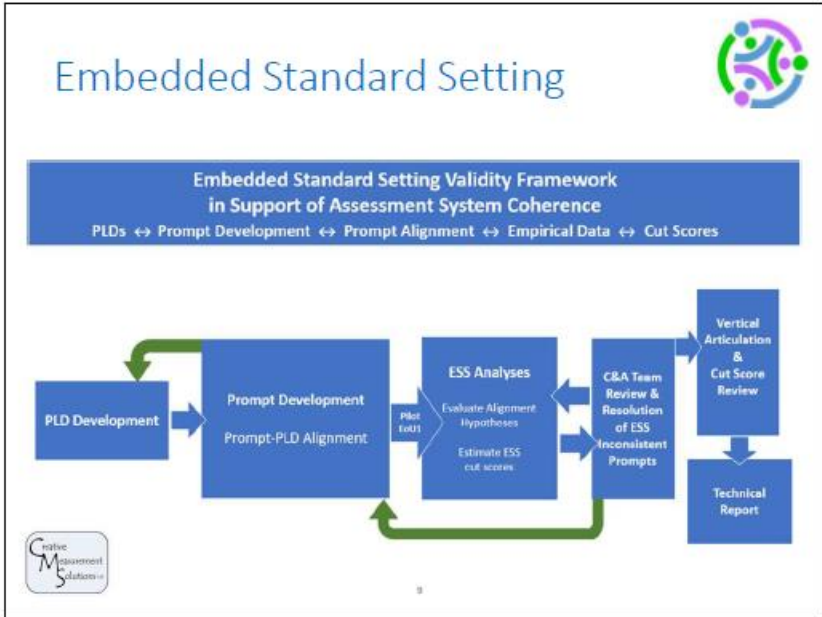 Embedded Standard Setting
Embedded Standard Setting Validity Framework
in Support of Assessment System Coherence
PLDs ↔ Prompt Development ↔ Prompt Alignment ↔ Empirical Data ↔ Cut Scores
PLD Development
Prompt Development
Prompt-PLD Alignment
Pilot
EoU1
ESS Analyses
Evaluate Alignment
Hypotheses
Estimate ESS
cut scores
C&A Team
Review &
Resolution
of ESS
Inconsistent
Prompts
Vertical
Articulation
&
Cut Score
Review
Technical
Report
Creative
Measurement
Solutions
9